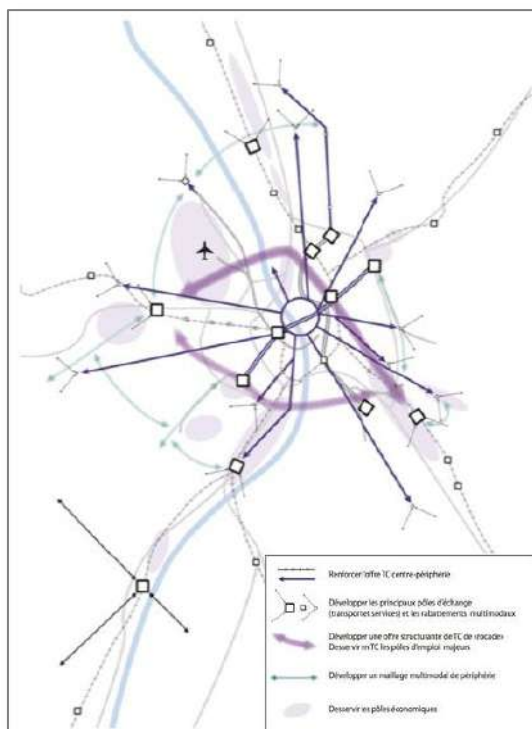 Renforcer l'offre TC centre-périphérie
Développer les principaux pôles d'échange
(transport et services) et les rabattements multimodaux
Développer une offre structurante de TC de «rocade»
Desservir en TC les pôles d'emploi majeurs
Développer un maillage multimodal de périphérie
Desservir les pôles économiques